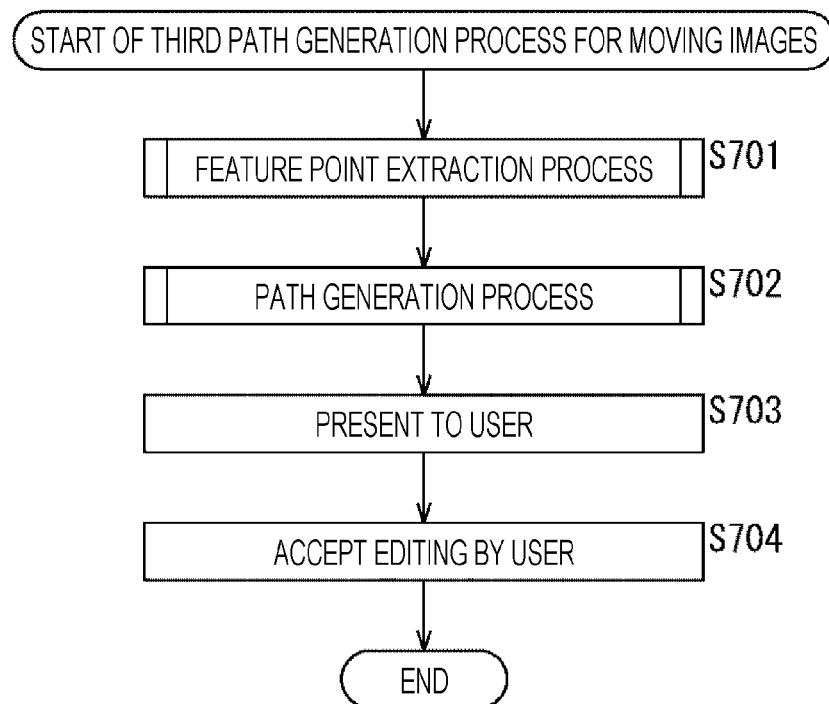 START OF THIRD PATH GENERATION PROCESS FOR MOVING IMAGES
FEATURE POINT EXTRACTION PROCESS
S701
PATH GENERATION PROCESS
S702
PRESENT TO USER
S703
ACCEPT EDITING BY USER
S704
END